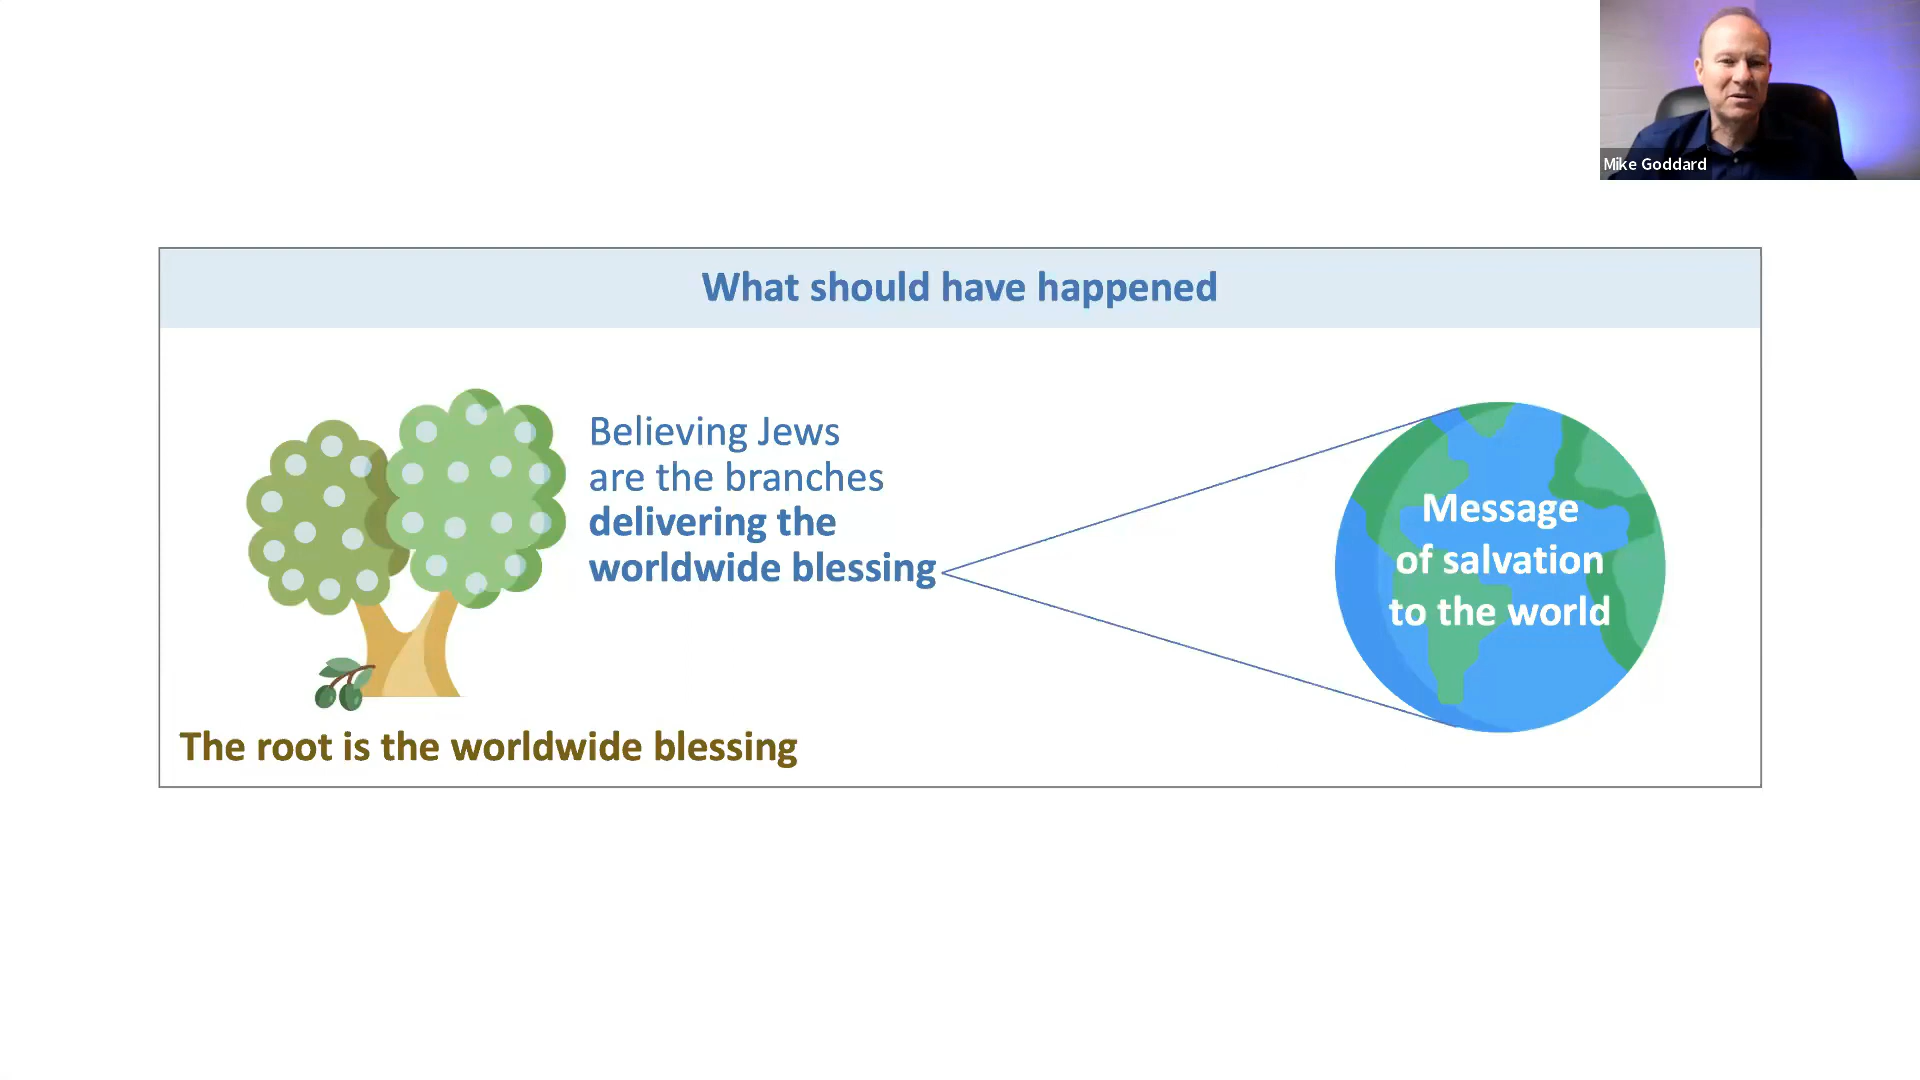 Mike Goddard
What should have happened
Believing Jews
are the branches
delivering the
worldwide blessing
Message
of salvation
to the world
The root is the worldwide blessing